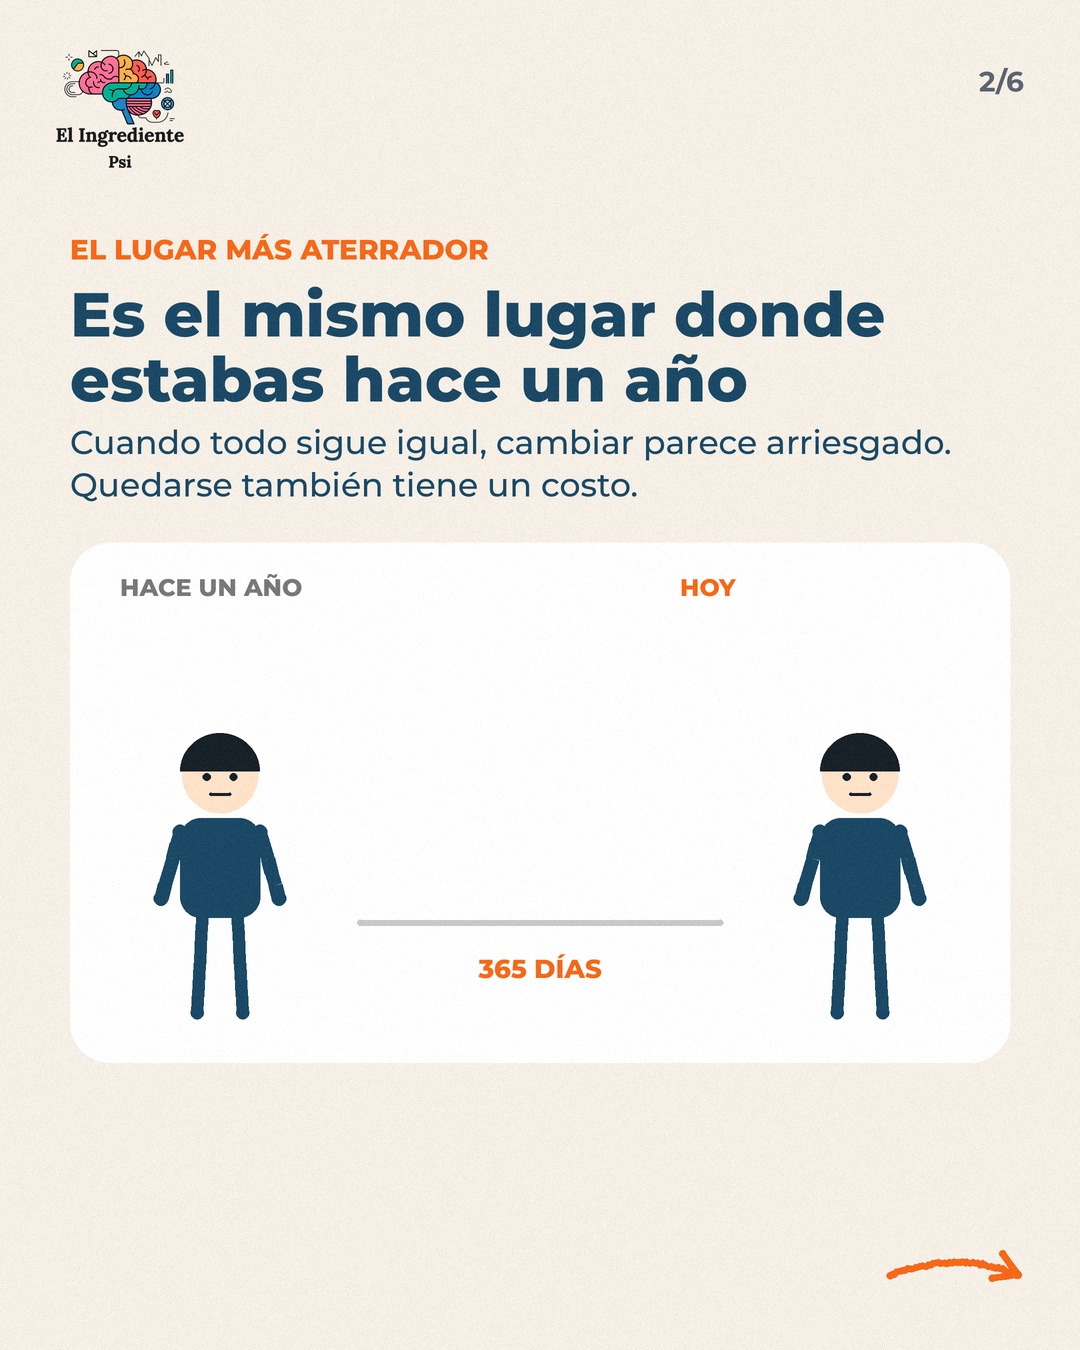 El Ingrediente
Psi
2/6
EL LUGAR MÁS ATERRADOR
Es el mismo lugar donde
estabas hace un año
Cuando todo sigue igual, cambiar parece arriesgado.
Quedarse también tiene un costo.
HACE UN AÑO
HOY
365 DÍAS